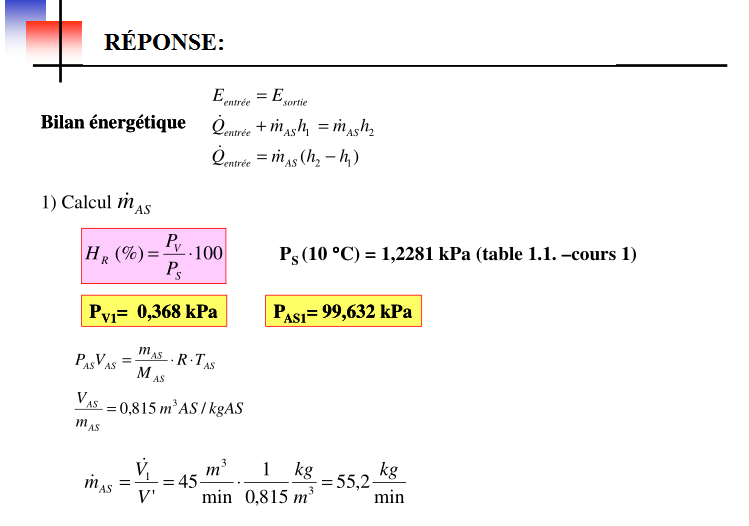 RÉPONSE:
Bilan énergétique
E_entrée = E_sortie
Q̇_entrée + ṁ_AS h_1 = ṁ_AS h_2
Q̇_entrée = ṁ_AS (h_2 − h_1)
1) Calcul ṁ_AS
H_R (%) = P_V / P_S · 100
P_S (10 °C) = 1,2281 kPa (table 1.1. –cours 1)
P_V1= 0,368 kPa
P_AS1= 99,632 kPa
P_AS V_AS = m_AS / M_AS · R · T_AS
V_AS / m_AS = 0,815 m³ AS / kgAS
ṁ_AS = V̇_1 / V' = 45 m³ / min · 1 / 0,815 kg / m³ = 55,2 kg / min